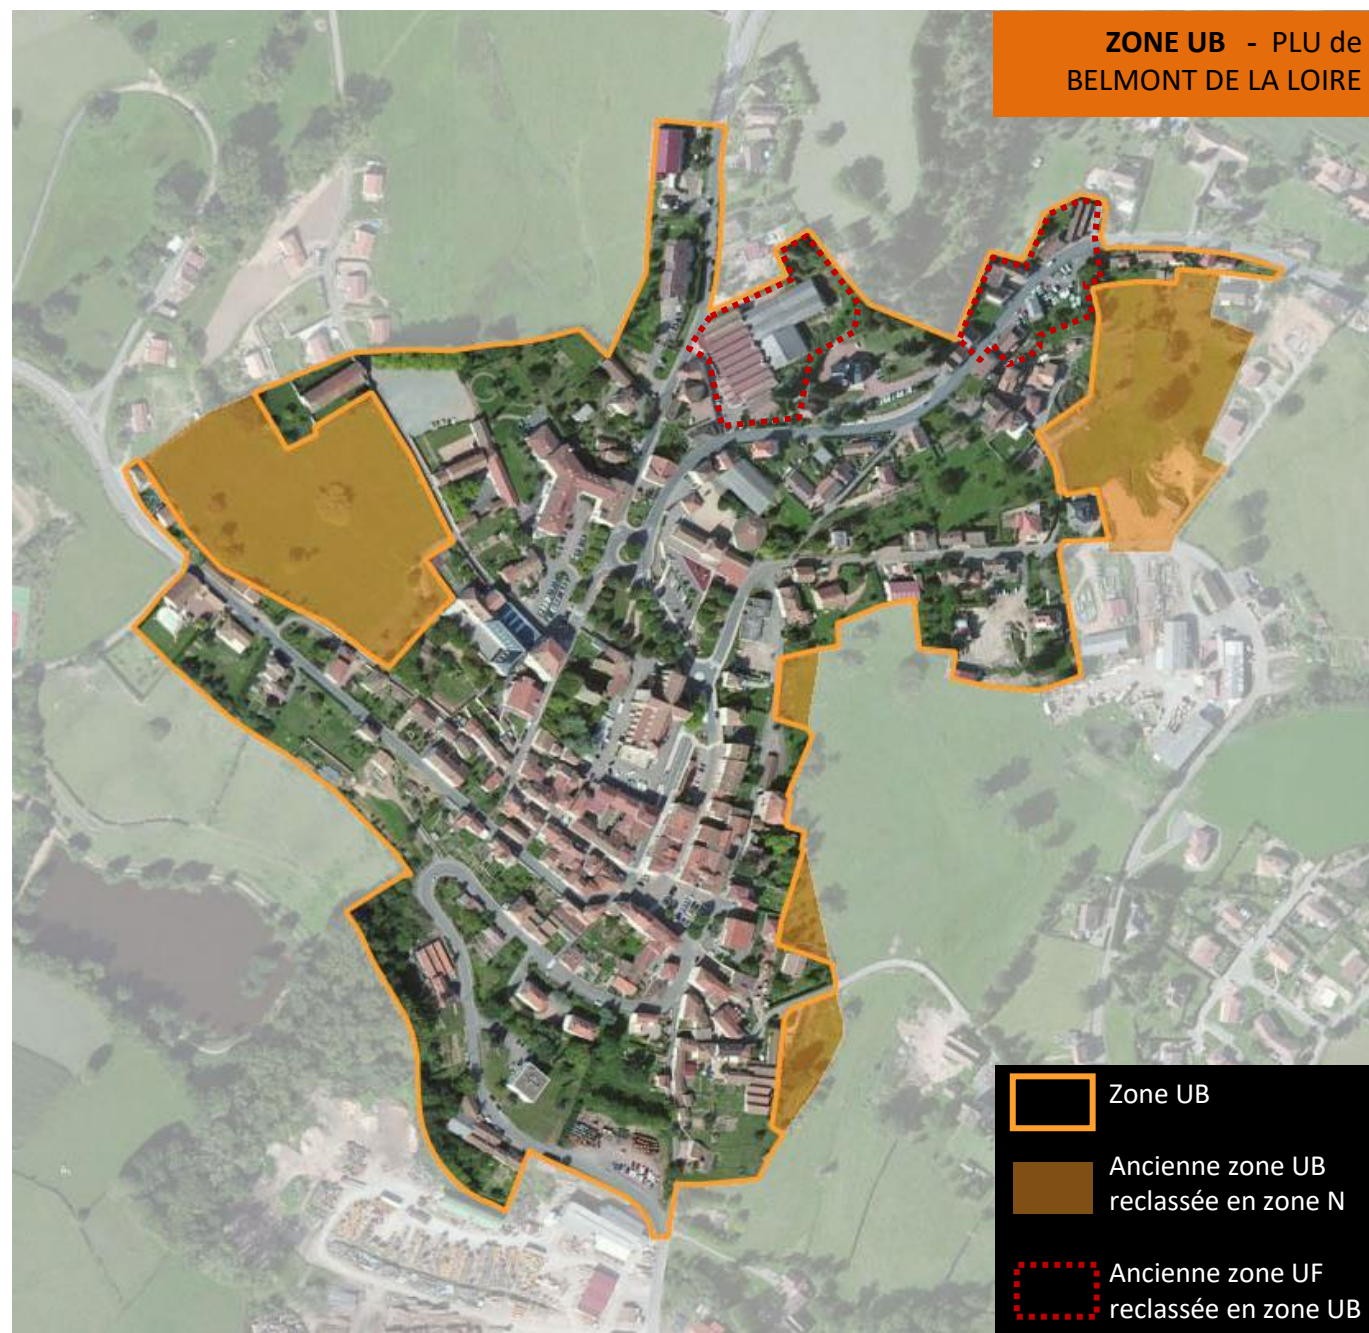 ZONE UB - PLU de
BELMONT DE LA LOIRE
Zone UB
Ancienne zone UB
reclassée en zone N
Ancienne zone UF
reclassée en zone UB